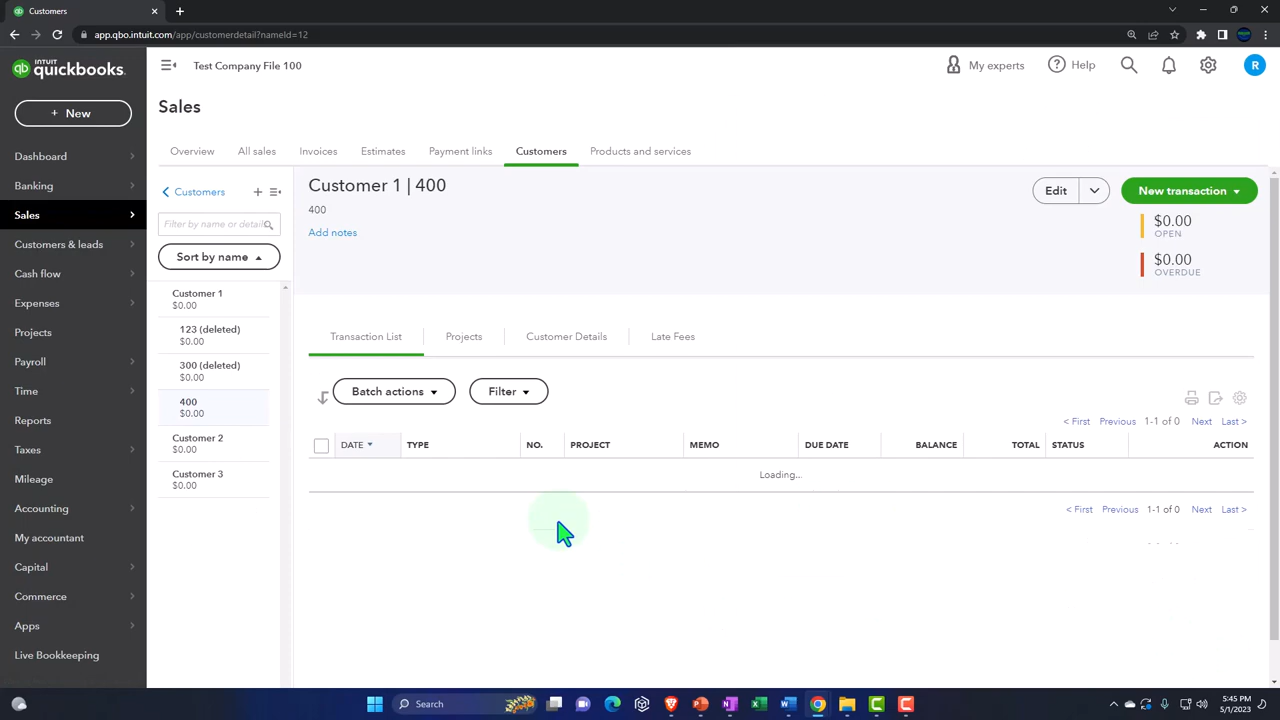 Customers
app.qbo.intuit.com/app/customerdetail?nameId=12
INTUIT
quickbooks.
Test Company File 100
My experts
Help
R
+ New
Sales
Dashboard
Banking
Sales
Customers & leads
Cash flow
Expenses
Projects
Payroll
Time
Reports
Taxes
Mileage
Accounting
My accountant
Capital
Commerce
Apps
Live Bookkeeping
Overview
All sales
Invoices
Estimates
Payment links
Customers
Products and services
Customers
Filter by name or details
Sort by name
Customer 1
$0.00
123 (deleted)
$0.00
300 (deleted)
$0.00
400
$0.00
Customer 2
$0.00
Customer 3
$0.00
Customer 1 | 400
400
Add notes
Edit
New transaction
$0.00
OPEN
$0.00
OVERDUE
Transaction List
Projects
Customer Details
Late Fees
Batch actions
Filter
< First Previous 1-1 of 0 Next Last >
DATE TYPE NO. PROJECT MEMO DUE DATE BALANCE TOTAL STATUS ACTION
Loading...
< First Previous 1-1 of 0 Next Last >
Search
5:45 PM
5/1/2023